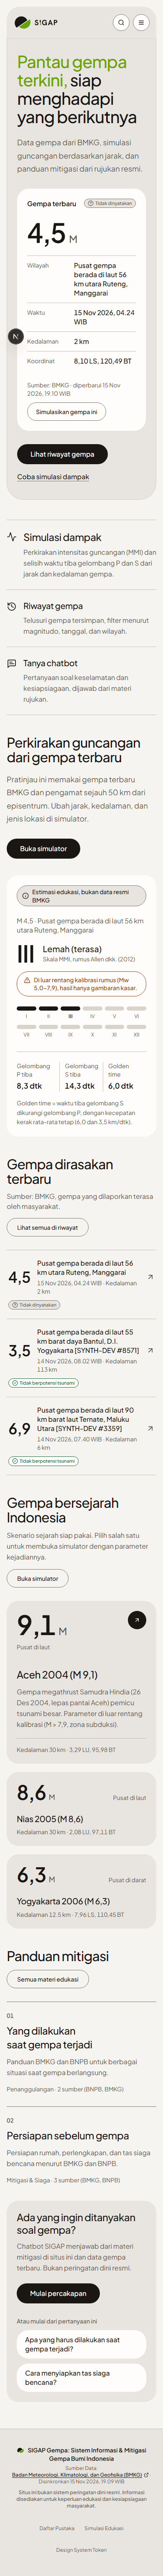 SIGAP
Pantau gempa
terkini, siap
menghadapi
yang berikutnya
Data gempa dari BMKG, simulasi
guncangan berdasarkan jarak, dan
panduan mitigasi dari rujukan resmi.
Gempa terbaru
Tidak dinyatakan
4,5 M
Wilayah
Pusat gempa
berada di laut 56
km utara Ruteng,
Manggarai
Waktu
15 Nov 2026, 04.24
WIB
N
Kedalaman
2 km
Koordinat
8,10 LS, 120,49 BT
Sumber: BMKG · diperbarui 15 Nov
2026, 19.10 WIB
Simulasikan gempa ini
Lihat riwayat gempa
Coba simulasi dampak
Simulasi dampak
Perkirakan intensitas guncangan (MMI) dan
selisih waktu tiba gelombang P dan S dari
jarak dan kedalaman gempa.
Riwayat gempa
Telusuri gempa tersimpan, filter menurut
magnitudo, tanggal, dan wilayah.
Tanya chatbot
Pertanyaan soal keselamatan dan
kesiapsiagaan, dijawab dari materi
rujukan.
Perkirakan guncangan
dari gempa terbaru
Pratinjau ini memakai gempa terbaru
BMKG dan mengamati sejauh 50 km dari
episentrum. Ubah jarak, kedalaman, dan
jenis lokasi di simulator.
Buka simulator
Estimasi edukasi, bukan data resmi
BMKG
M 4,5 · Pusat gempa berada di laut 56 km
utara Ruteng, Manggarai
III
Lemah (terasa)
Skala MMI, rumus Allen dkk. (2012)
Di luar rentang kalibrasi rumus (Mw
5,0–7,9), hasil hanya gambaran kasar.
I II III IV V VI
VII VIII IX X XI XII
Gelombang
P tiba
8,3 dtk
Gelombang
S tiba
14,3 dtk
Golden
time
6,0 dtk
Golden time = waktu tiba gelombang S
dikurangi gelombang P, dengan kecepatan
kerak rata-rata tetap (6,0 dan 3,5 km/dtk).
Gempa dirasakan
terbaru
Sumber: BMKG, gempa yang dilaporkan terasa
oleh masyarakat.
Lihat semua di riwayat
4,5
Pusat gempa berada di laut 56
km utara Ruteng, Manggarai
15 Nov 2026, 04.24 WIB · Kedalaman
2 km
Tidak dinyatakan
3,5
Pusat gempa berada di laut 55
km barat daya Bantul, D.I.
Yogyakarta [SYNTH-DEV #8571]
15 Nov 2026, 08.02 WIB · Kedalaman
113 km
Tidak berpotensi tsunami
6,9
Pusat gempa berada di laut 90
km barat laut Ternate, Maluku
Utara [SYNTH-DEV #3359]
14 Nov 2026, 07.40 WIB · Kedalaman
6 km
Tidak berpotensi tsunami
Gempa bersejarah
Indonesia
Skenario sejarah siap pakai. Pilih salah satu
untuk membuka simulator dengan parameter
kejadiannya.
Buka simulator
9,1 M
Pusat di laut
Aceh 2004 (M 9,1)
Gempa megathrust Samudra Hindia (26
Des 2004, lepas pantai Aceh) pemicu
tsunami besar. Parameter di luar rentang
kalibrasi (M > 7,9, zona subduksi).
Kedalaman 30 km · 3,29 LU, 95,98 BT
8,6 M
Pusat di laut
Nias 2005 (M 8,6)
Kedalaman 30 km · 2,08 LU, 97,11 BT
6,3 M
Pusat di darat
Yogyakarta 2006 (M 6,3)
Kedalaman 12.5 km · 7,96 LS, 110,45 BT
Panduan mitigasi
Semua materi edukasi
01
Yang dilakukan
saat gempa terjadi
Panduan BMKG dan BNPB untuk berbagai
situasi saat gempa berlangsung.
Penanggulangan · 2 sumber (BNPB, BMKG)
02
Persiapan sebelum gempa
Persiapan rumah, perlengkapan, dan tas siaga
bencana menurut BMKG dan BNPB.
Mitigasi & Siaga · 3 sumber (BMKG, BNPB)
Ada yang ingin ditanyakan
soal gempa?
Chatbot SIGAP menjawab dari materi
mitigasi di situs ini dan data gempa
terbaru. Bukan peringatan dini resmi.
Mulai percakapan
Atau mulai dari pertanyaan ini
Apa yang harus dilakukan saat
gempa terjadi?
Cara menyiapkan tas siaga
bencana?
SIGAP Gempa: Sistem Informasi & Mitigasi
Gempa Bumi Indonesia
Sumber Data:
Badan Meteorologi, Klimatologi, dan Geofisika (BMKG)
Disinkronkan 15 Nov 2026, 19.09 WIB
Situs ini bukan sistem peringatan dini resmi. Informasi
disediakan untuk keperluan edukasi dan kesiapsiagaan
masyarakat.
Daftar Pustaka Simulasi Edukasi
Design System Token